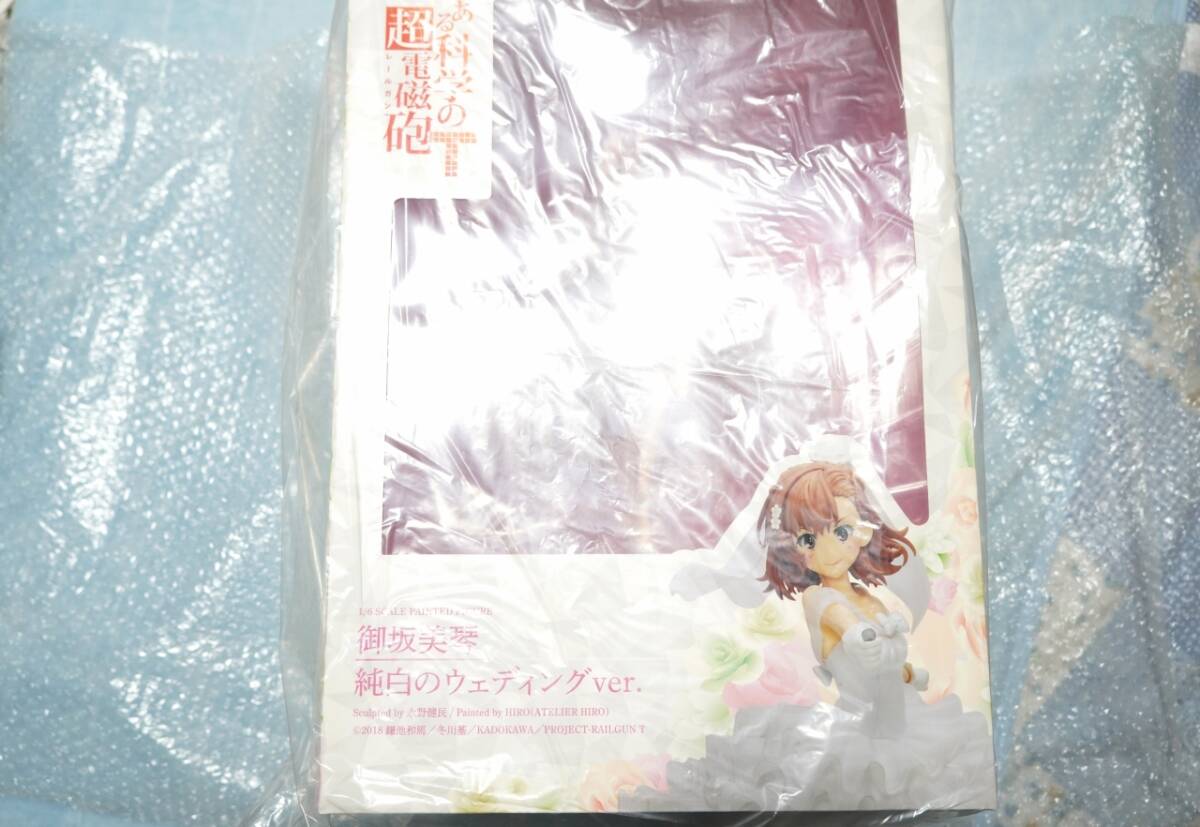 とある科学の
超電磁砲
レールガン
1/6 SCALE PAINTED FIGURE
御坂美琴
純白のウェディングver.
Sculpted by 水野健氏 / Painted by HIRO(ATELIER HIRO)
©2018 鎌池和馬／冬川基／KADOKAWA／PROJECT-RAILGUN T